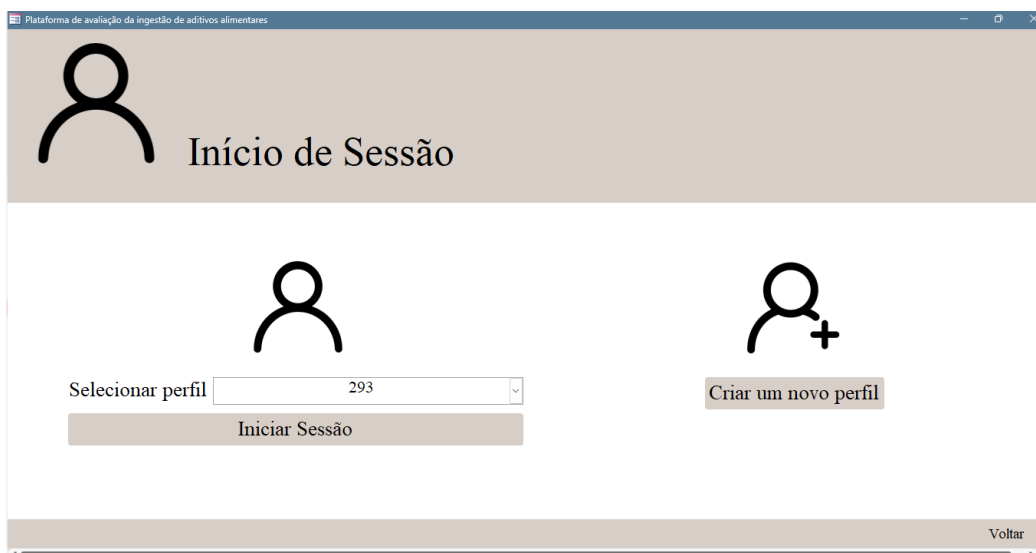 Plataforma de avaliação da ingestão de aditivos alimentares
Início de Sessão
Selecionar perfil 293
Iniciar Sessão
Criar um novo perfil
Voltar